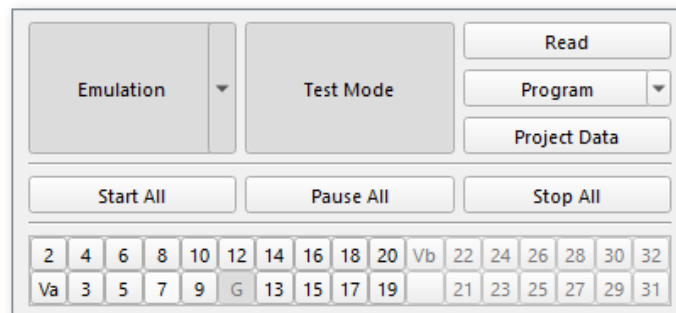 Emulation Test Mode Read
Program
Project Data
Start All Pause All Stop All
2 4 6 8 10 12 14 16 18 20 Vb 22 24 26 28 30 32
Va 3 5 7 9 G 13 15 17 19 21 23 25 27 29 31